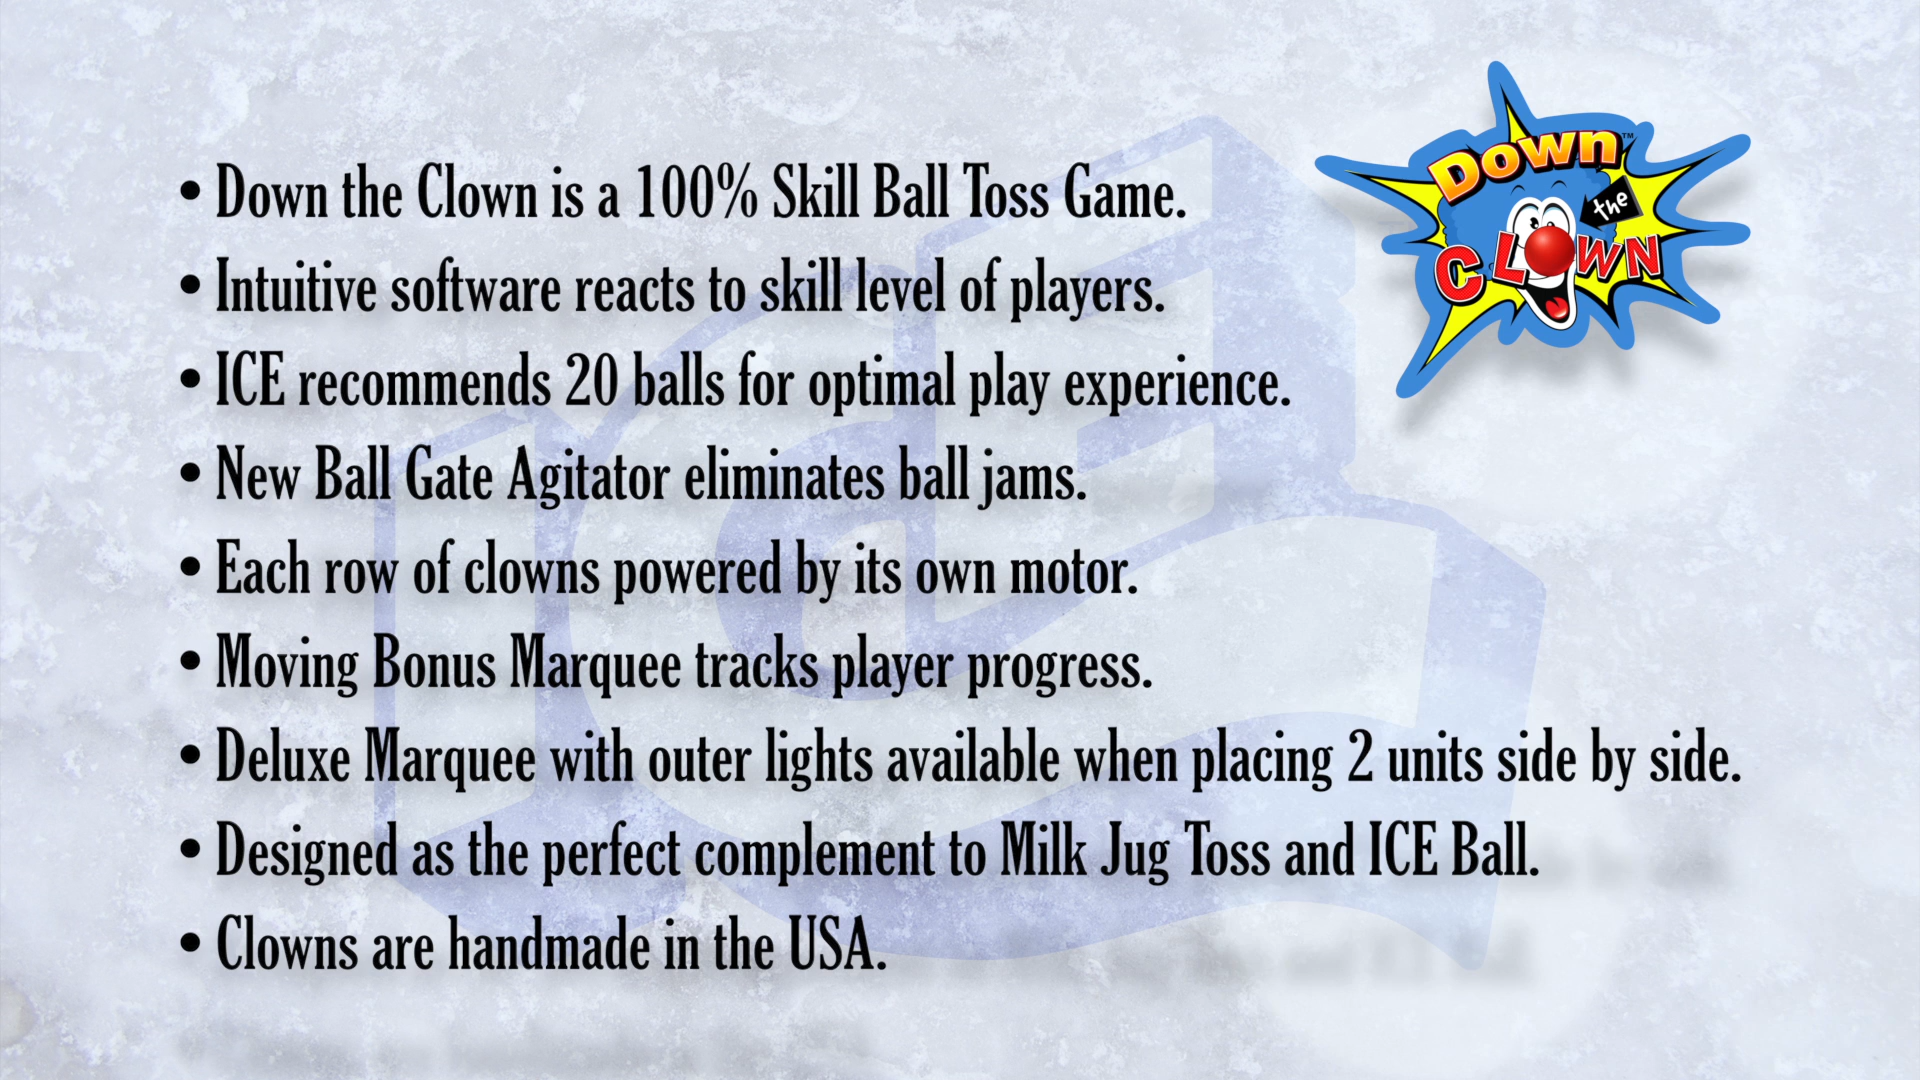 Down™
the
CLOWN
• Down the Clown is a 100% Skill Ball Toss Game.
• Intuitive software reacts to skill level of players.
• ICE recommends 20 balls for optimal play experience.
• New Ball Gate Agitator eliminates ball jams.
• Each row of clowns powered by its own motor.
• Moving Bonus Marquee tracks player progress.
• Deluxe Marquee with outer lights available when placing 2 units side by side.
• Designed as the perfect complement to Milk Jug Toss and ICE Ball.
• Clowns are handmade in the USA.
ICE